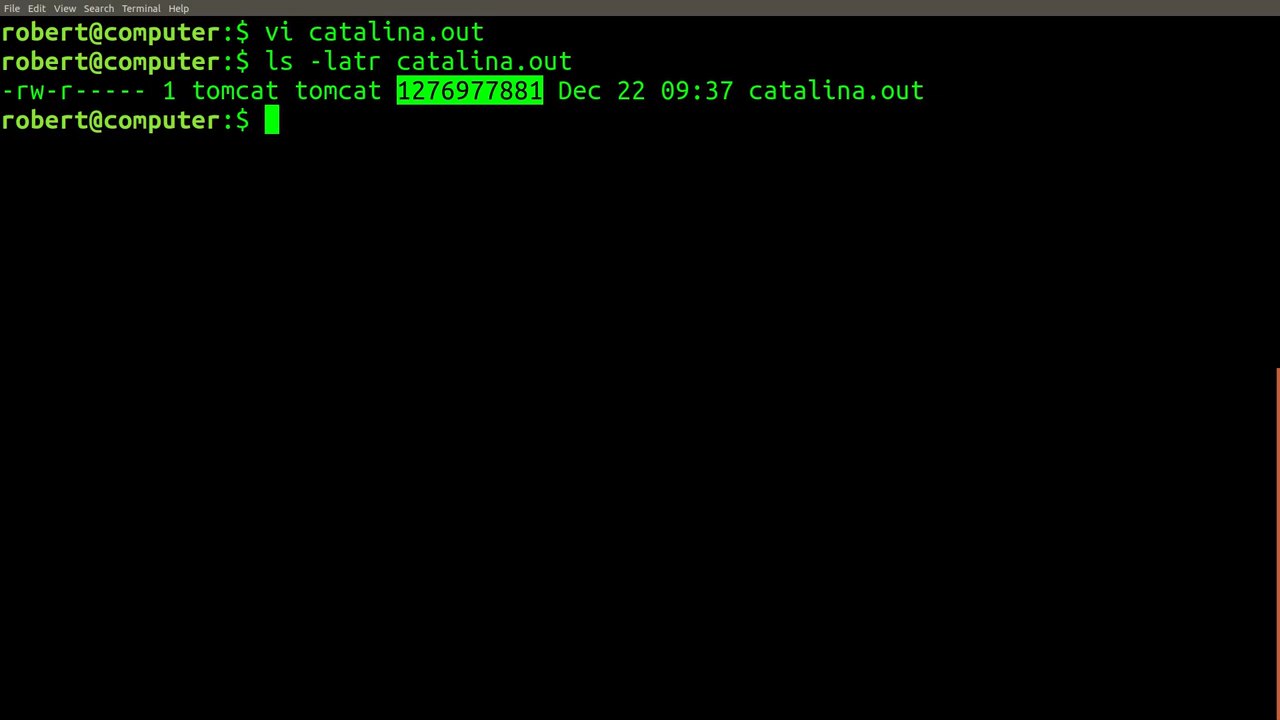 File Edit View Search Terminal Help
robert@computer:$ vi catalina.out
robert@computer:$ ls -latr catalina.out
-rw-r----- 1 tomcat tomcat 1276977881 Dec 22 09:37 catalina.out
robert@computer:$